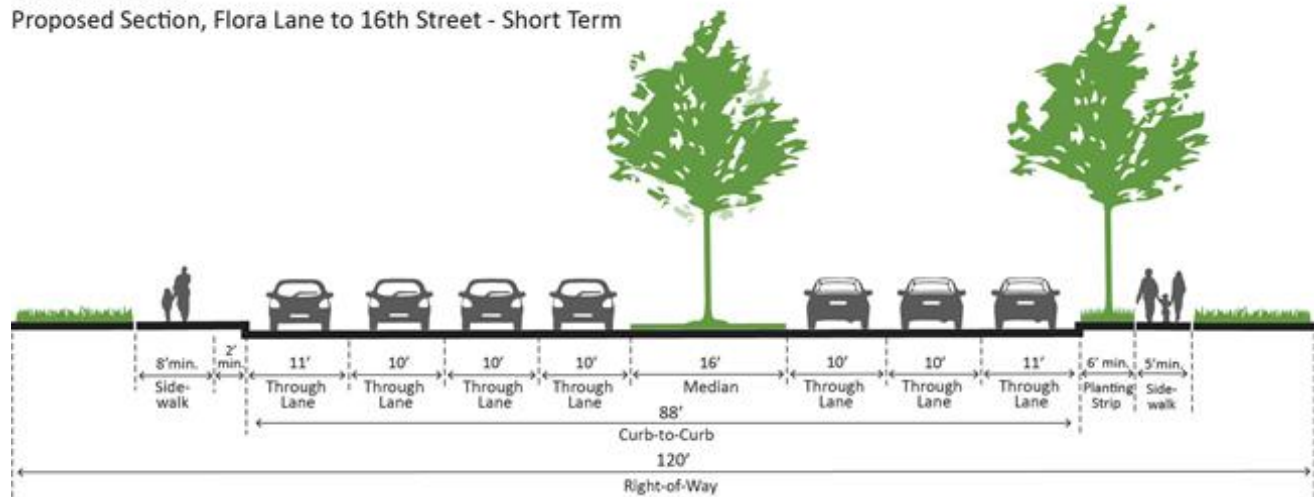 Proposed Section, Flora Lane to 16th Street - Short Term
8'min.
Side-
walk
2'
min.
11'
Through
Lane
10'
Through
Lane
10'
Through
Lane
10'
Through
Lane
16'
Median
10'
Through
Lane
10'
Through
Lane
11'
Through
Lane
6' min.
Planting
Strip
5'min.
Side-
walk
88'
Curb-to-Curb
120'
Right-of-Way